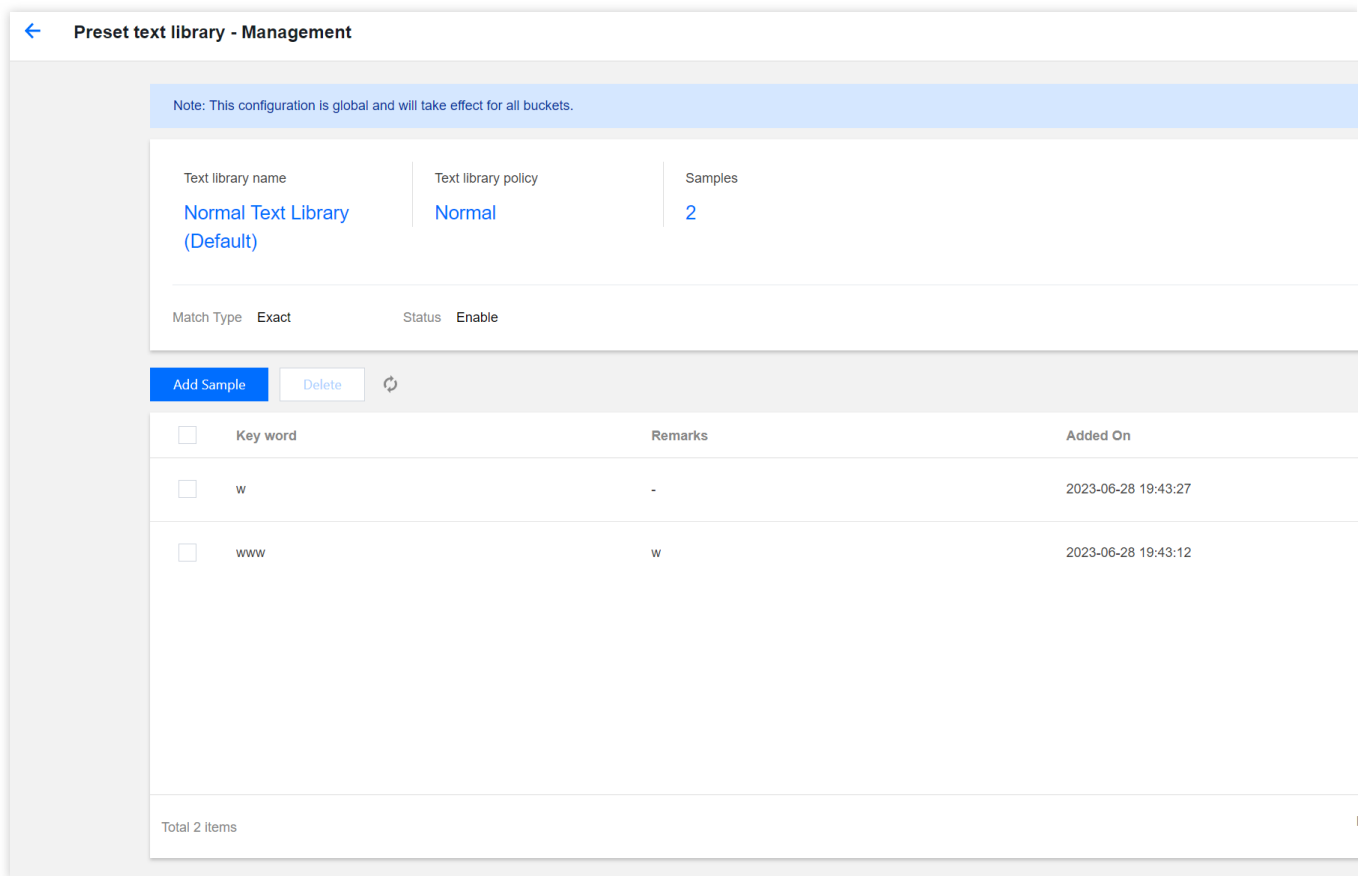 Preset text library - Management
Note: This configuration is global and will take effect for all buckets.
Text library name
Text library policy
Samples
Normal Text Library
(Default)
Normal
2
Match Type Exact
Status Enable
Add Sample
Delete
Key word
Remarks
Added On
w
-
2023-06-28 19:43:27
www
w
2023-06-28 19:43:12
Total 2 items